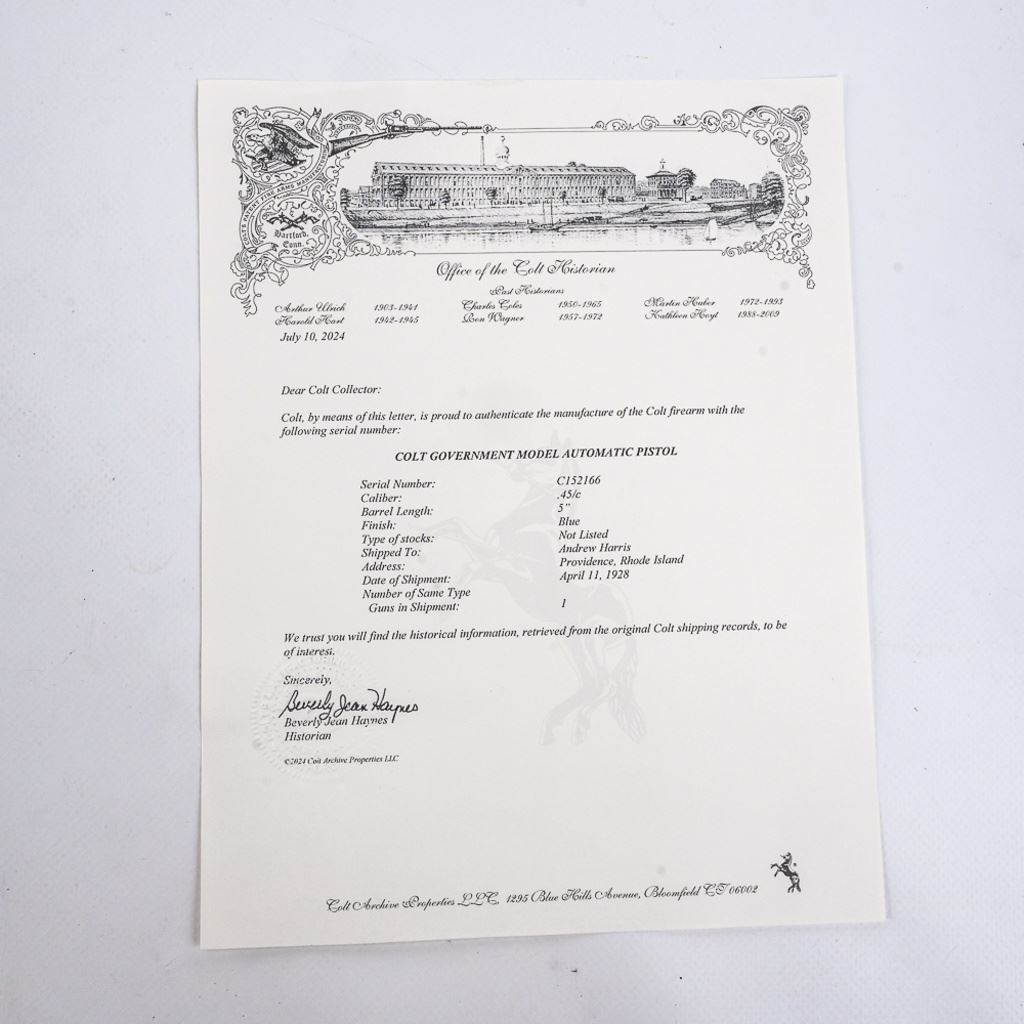 Hartford,
Conn.
Office of the Colt Historian
Past Historians
Arthur Ulrich 1903-1941 Charles Coles 1950-1965 Martin Huber 1972-1993
Harold Hart 1942-1945 Ron Wagner 1957-1972 Kathleen Hoyt 1988-2009
July 10, 2024
Dear Colt Collector:
Colt, by means of this letter, is proud to authenticate the manufacture of the Colt firearm with the
following serial number:
COLT GOVERNMENT MODEL AUTOMATIC PISTOL
Serial Number: C152166
Caliber: .45/c
Barrel Length: 5"
Finish: Blue
Type of stocks: Not Listed
Shipped To: Andrew Harris
Address: Providence, Rhode Island
Date of Shipment: April 11, 1928
Number of Same Type
Guns in Shipment: 1
We trust you will find the historical information, retrieved from the original Colt shipping records, to be
of interest.
Sincerely,
Beverly Jean Haynes
Beverly Jean Haynes
Historian
©2024 Colt Archive Properties LLC
Colt Archive Properties LLC, 1295 Blue Hills Avenue, Bloomfield CT 06002